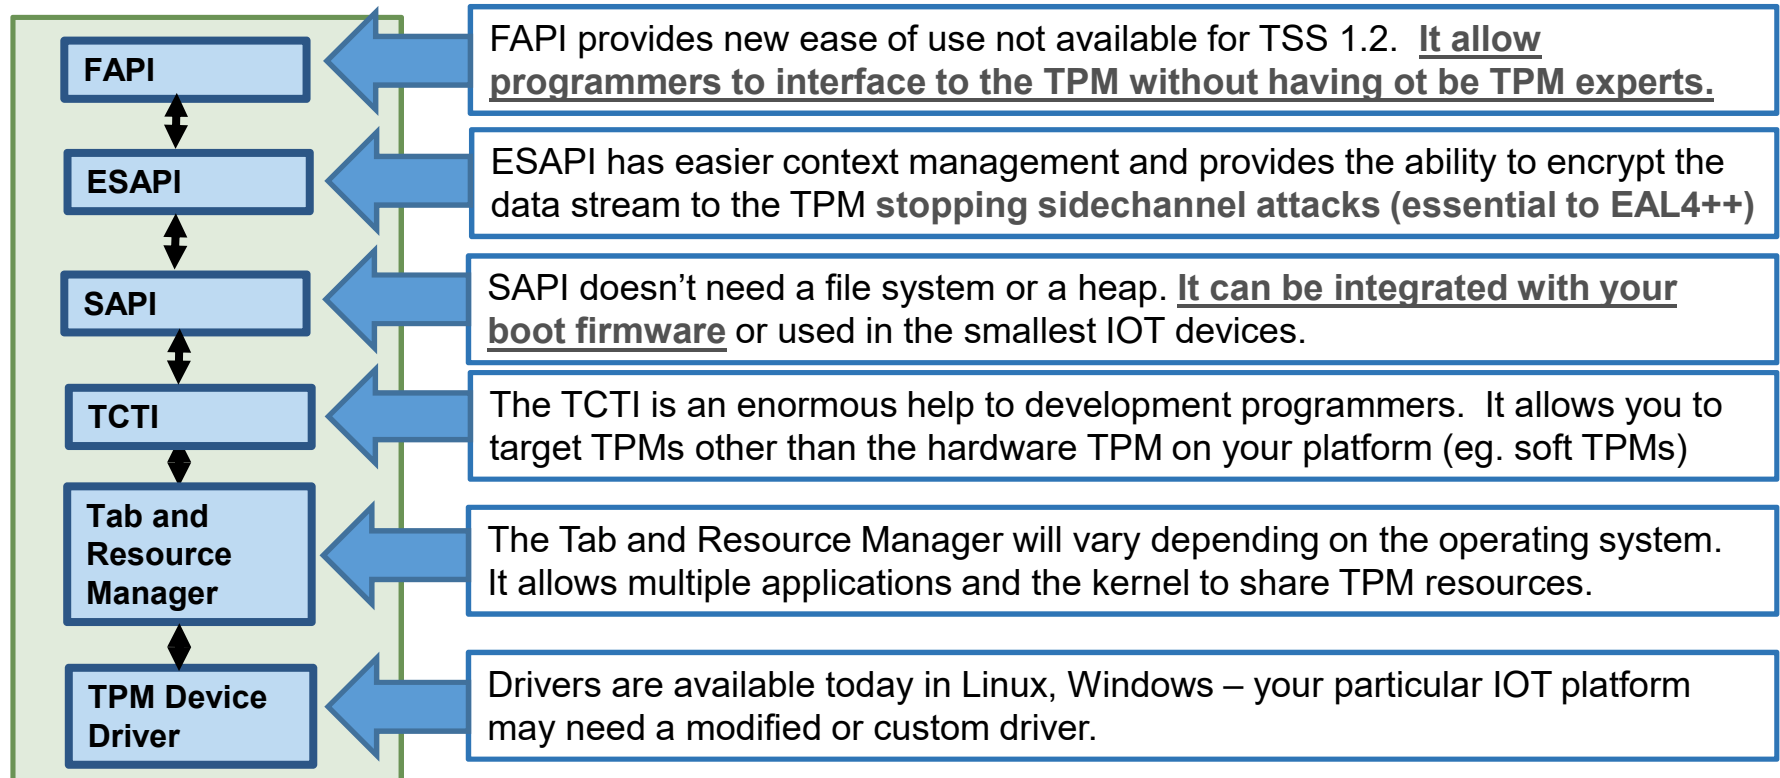 FAPI
FAPI provides new ease of use not available for TSS 1.2.  It allow
programmers to interface to the TPM without having ot be TPM experts.
ESAPI
ESAPI has easier context management and provides the ability to encrypt the
data stream to the TPM stopping sidechannel attacks (essential to EAL4++)
SAPI
SAPI doesn’t need a file system or a heap. It can be integrated with your
boot firmware or used in the smallest IOT devices.
TCTI
The TCTI is an enormous help to development programmers.  It allows you to
target TPMs other than the hardware TPM on your platform (eg. soft TPMs)
Tab and
Resource
Manager
The Tab and Resource Manager will vary depending on the operating system.
It allows multiple applications and the kernel to share TPM resources.
TPM Device
Driver
Drivers are available today in Linux, Windows – your particular IOT platform
may need a modified or custom driver.